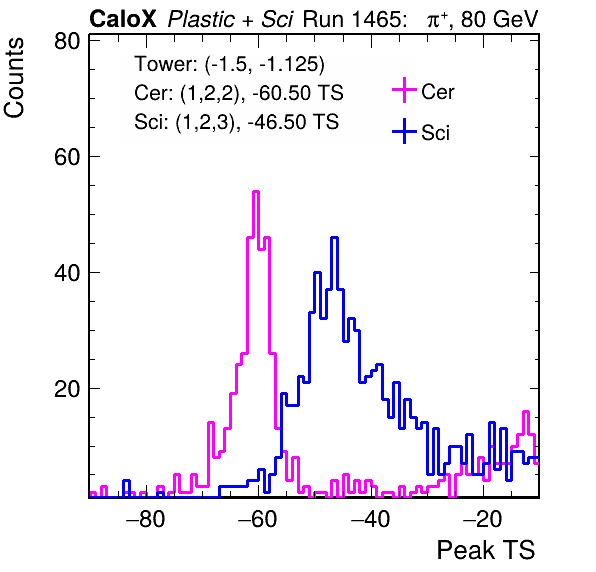 CaloX Plastic + Sci Run 1465: π⁺, 80 GeV
Counts
80
60
40
20
Tower: (-1.5, -1.125)
Cer: (1,2,2), -60.50 TS
Sci: (1,2,3), -46.50 TS
Cer
Sci
−80 −60 −40 −20
Peak TS